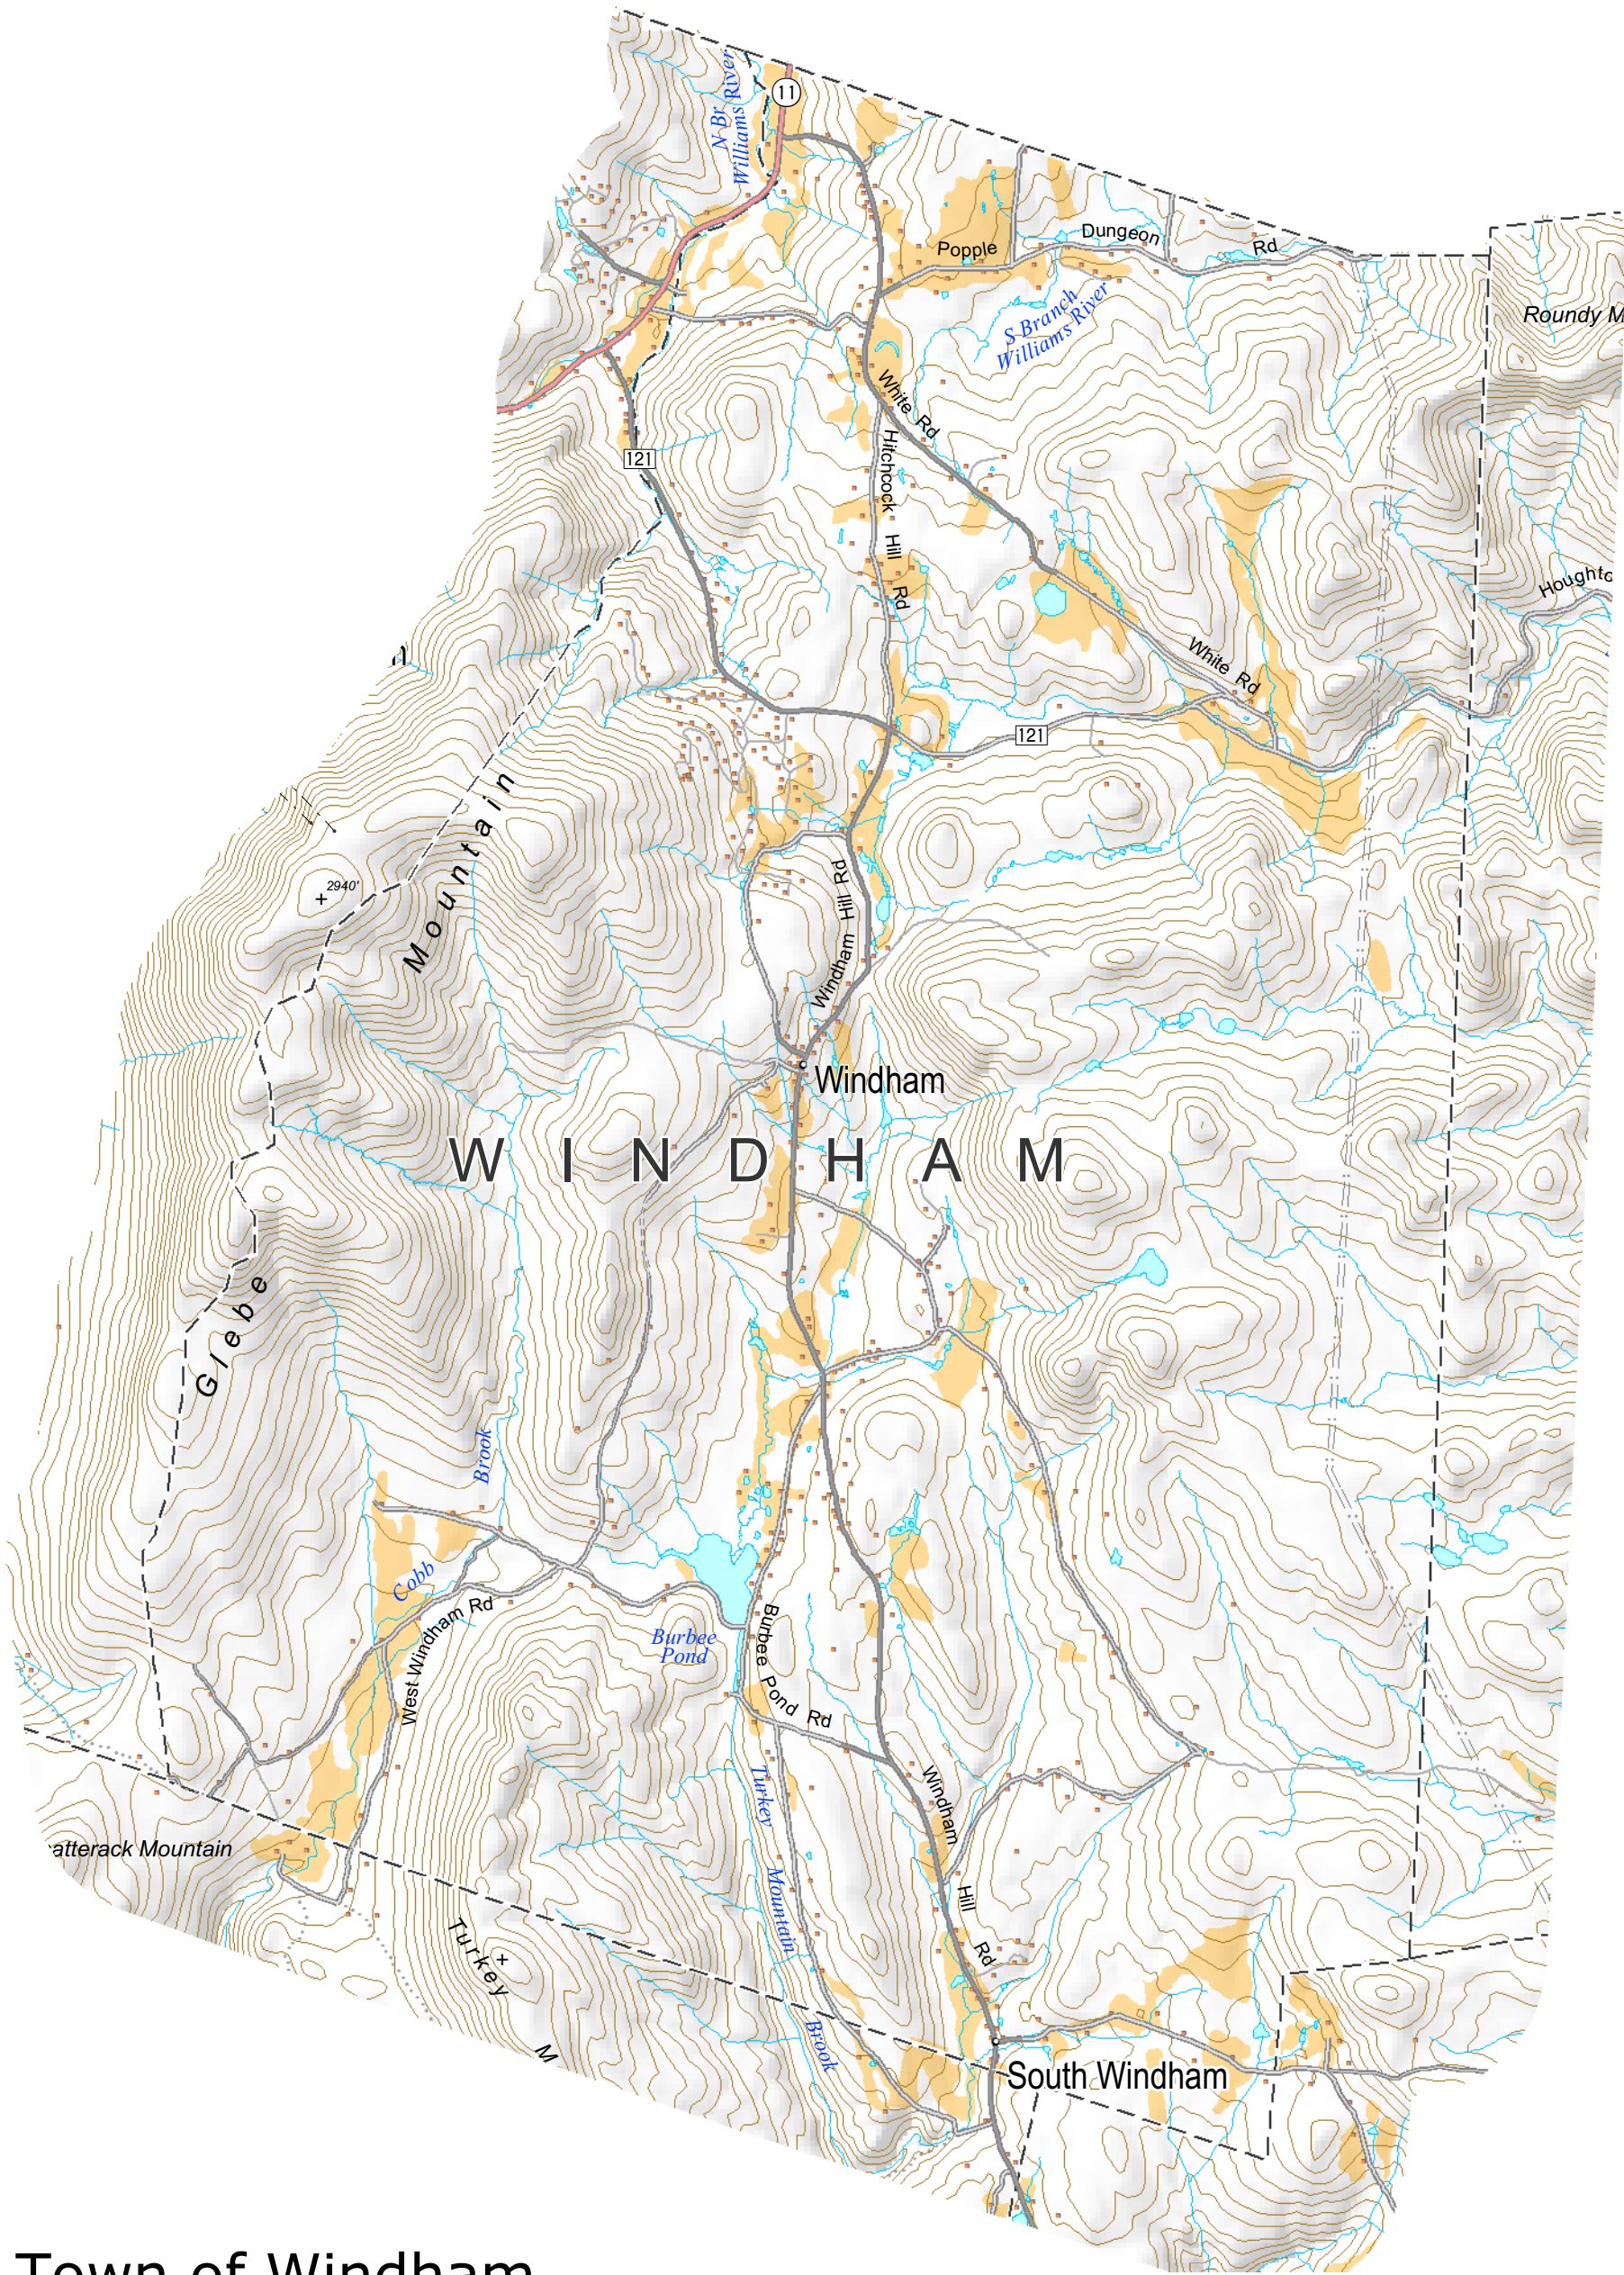 11
N Br
Williams River
Popple Dungeon Rd
S Branch
Williams River
Roundy M
White Rd
121
Hitchcock Hill Rd
Houghto
White Rd
121
Mountain
2940'
Windham Hill Rd
Windham
WINDHAM
Glebe
Brook
Cobb
West Windham Rd
Burbee
Pond
Burbee Pond Rd
Turkey
Mountain
Brook
Windham Hill Rd
atterack Mountain
Turkey M
South Windham
Town of Windham